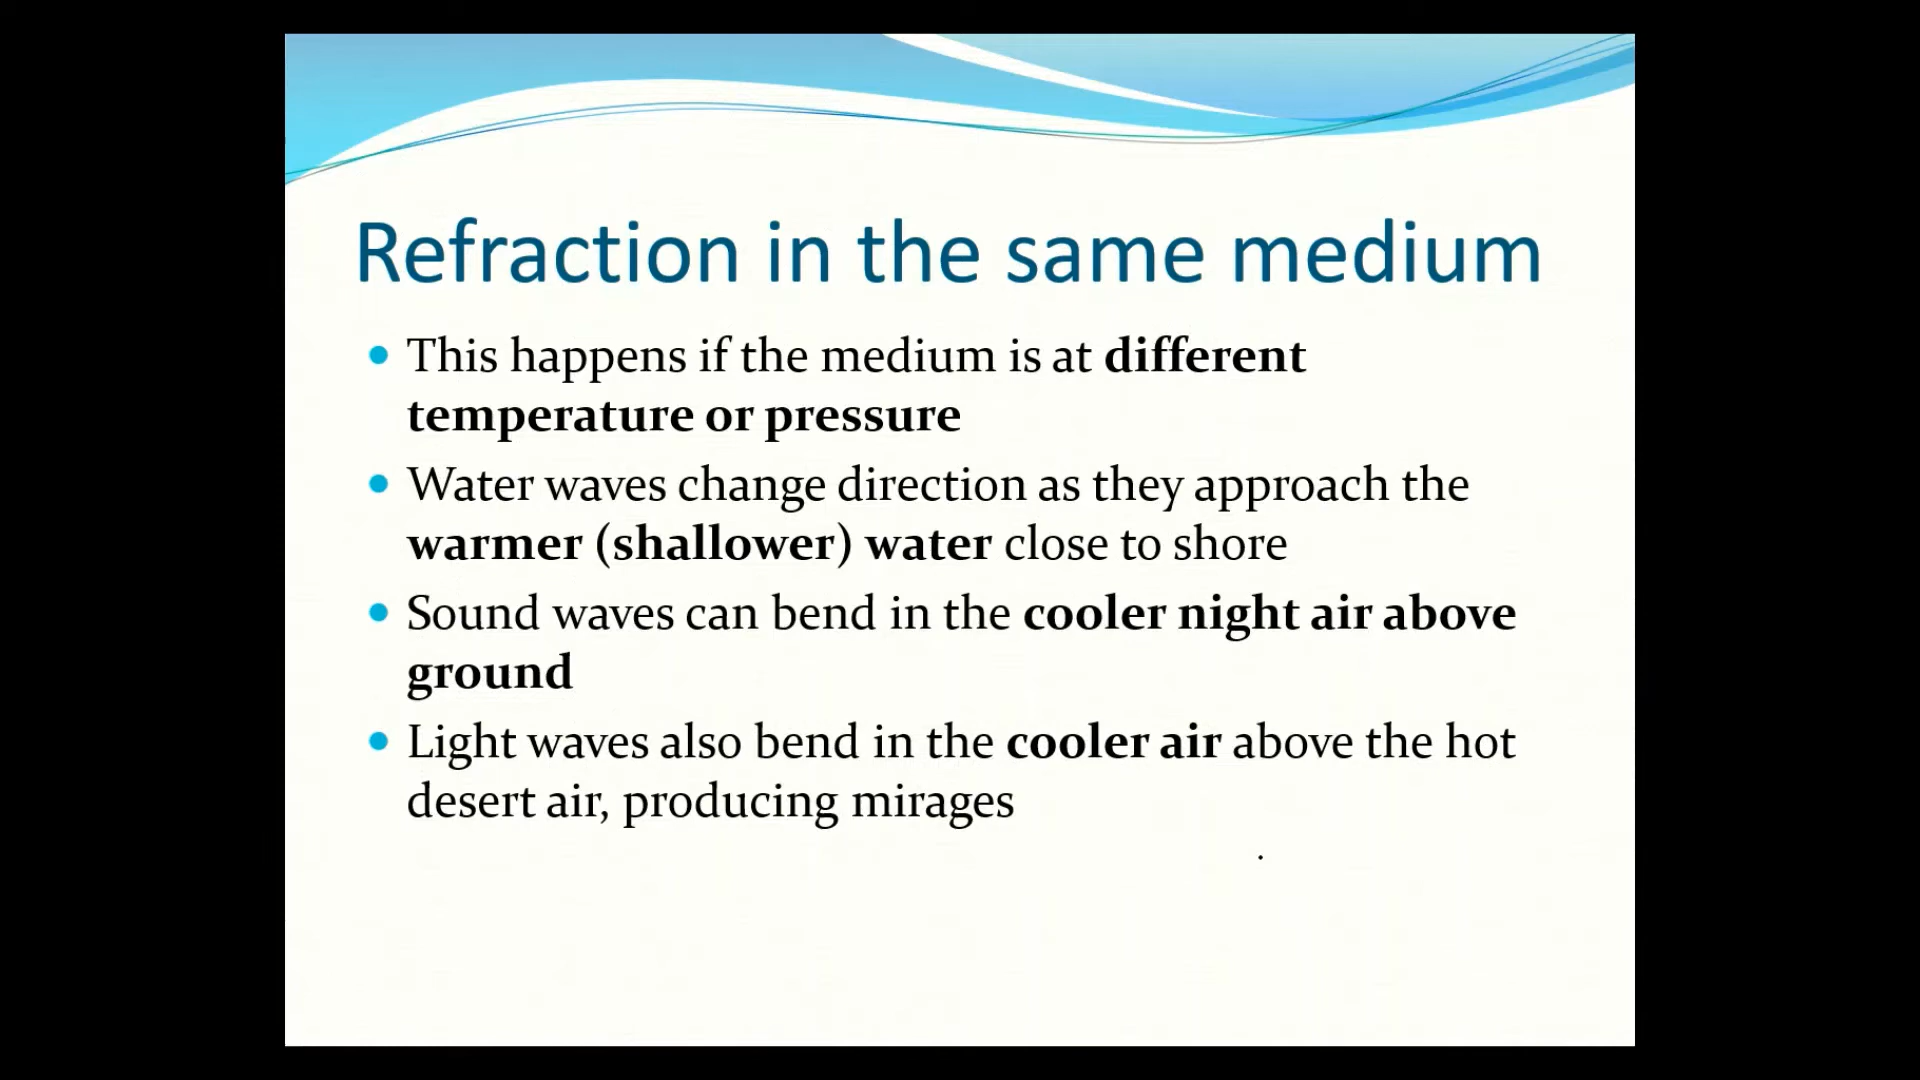 Refraction in the same medium
• This happens if the medium is at different
temperature or pressure
• Water waves change direction as they approach the
warmer (shallower) water close to shore
• Sound waves can bend in the cooler night air above
ground
• Light waves also bend in the cooler air above the hot
desert air, producing mirages
.